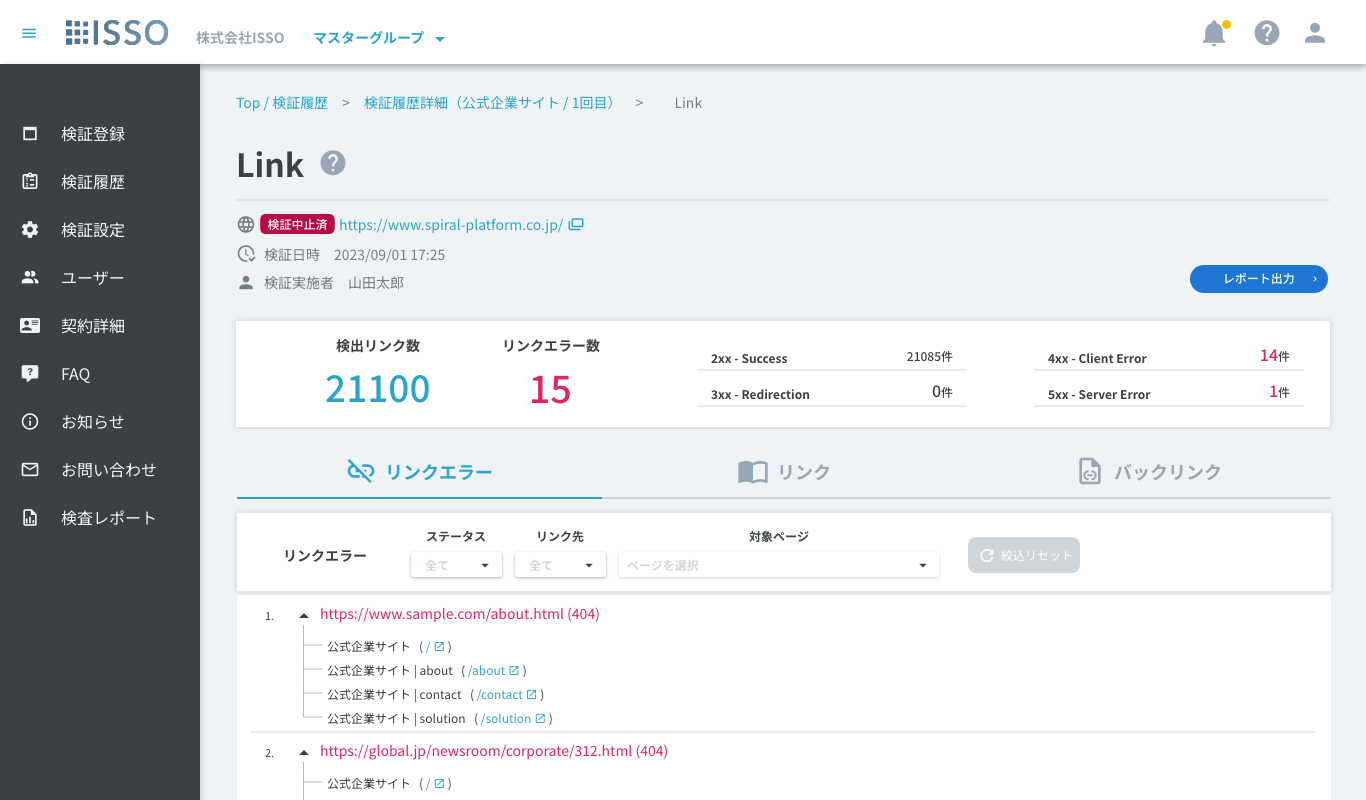 ISSO 株式会社ISSO マスターグループ
検証登録
検証履歴
検証設定
ユーザー
契約詳細
FAQ
お知らせ
お問い合わせ
検査レポート
Top / 検証履歴 > 検証履歴詳細（公式企業サイト / 1回目） > Link
Link
検証中止済 https://www.spiral-platform.co.jp/
検証日時 2023/09/01 17:25
検証実施者 山田太郎
レポート出力 ›
検出リンク数
21100
リンクエラー数
15
2xx - Success 21085件
3xx - Redirection 0件
4xx - Client Error 14件
5xx - Server Error 1件
リンクエラー リンク バックリンク
リンクエラー
ステータス
全て
リンク先
全て
対象ページ
ページを選択
絞込リセット
1. https://www.sample.com/about.html (404)
公式企業サイト ( / )
公式企業サイト | about ( /about )
公式企業サイト | contact ( /contact )
公式企業サイト | solution ( /solution )
2. https://global.jp/newsroom/corporate/312.html (404)
公式企業サイト ( / )